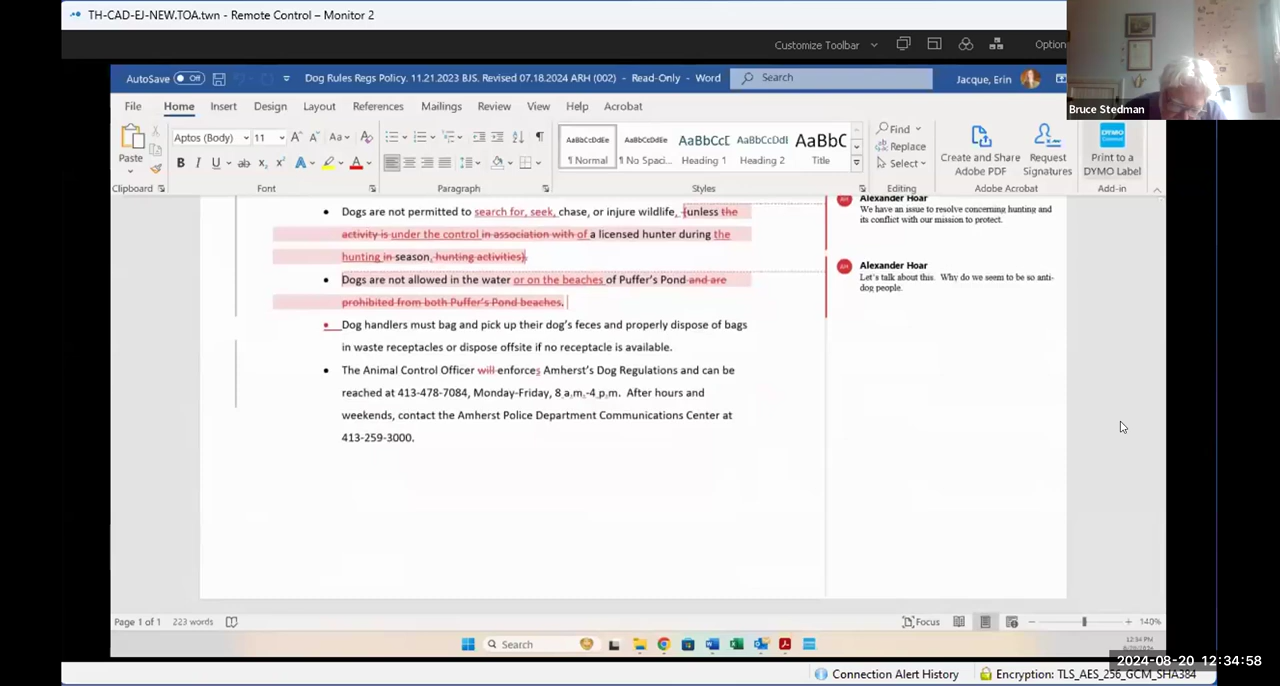 TH-CAD-EJ-NEW.TOA.twn - Remote Control – Monitor 2
Customize Toolbar Option
Bruce Stedman
AutoSave Off Dog Rules Regs Policy. 11.21.2023 BJS. Revised 07.18.2024 ARH (002) - Read-Only - Word Search Jacque, Erin
File Home Insert Design Layout References Mailings Review View Help Acrobat
Paste
Clipboard
Aptos (Body) 11
Font
Paragraph
AaBbCcDdEe AaBbCcDdEe AaBbCcC AaBbCcDdI AaBbC
¶ Normal ¶ No Spaci... Heading 1 Heading 2 Title
Styles
Find
Replace
Select
Editing
Create and Share Adobe PDF
Request Signatures
Adobe Acrobat
Print to a DYMO Label
Add-in
• Dogs are not permitted to search for, seek, chase, or injure wildlife, (unless the
activity is under the control in association with of a licensed hunter during the
hunting in season, hunting activities).
• Dogs are not allowed in the water or on the beaches of Puffer's Pond and are
prohibited from both Puffer's Pond beaches.
• Dog handlers must bag and pick up their dog's feces and properly dispose of bags
in waste receptacles or dispose offsite if no receptacle is available.
• The Animal Control Officer will enforces Amherst's Dog Regulations and can be
reached at 413-478-7084, Monday-Friday, 8 a.m.-4 p.m. After hours and
weekends, contact the Amherst Police Department Communications Center at
413-259-3000.
Alexander Hoar
We have an issue to resolve concerning hunting and
its conflict with our mission to protect.
Alexander Hoar
Let's talk about this. Why do we seem to be so anti-
dog people.
Page 1 of 1 223 words Focus 140%
Search
12:34 PM
2024-08-20 12:34:58
Connection Alert History Encryption: TLS_AES_256_GCM_SHA384